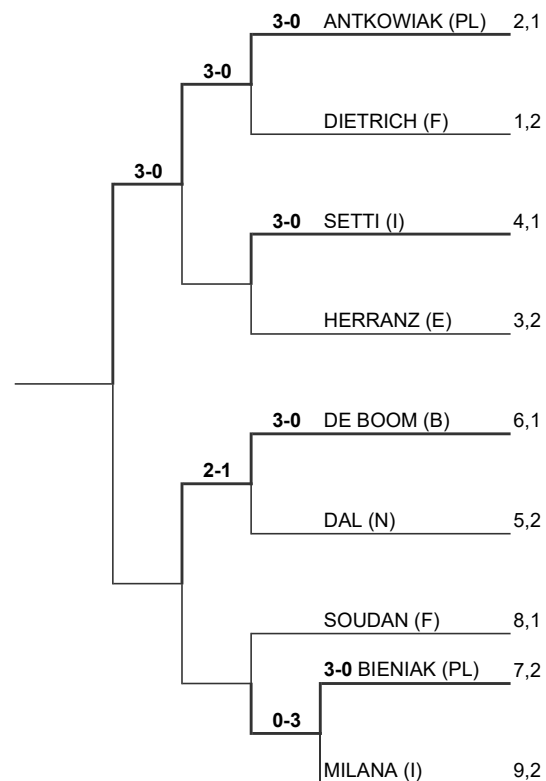 3-0 ANTKOWIAK (PL) 2,1
3-0
DIETRICH (F) 1,2
3-0
3-0 SETTI (I) 4,1
HERRANZ (E) 3,2
3-0 DE BOOM (B) 6,1
2-1
DAL (N) 5,2
SOUDAN (F) 8,1
3-0 BIENIAK (PL) 7,2
0-3
MILANA (I) 9,2